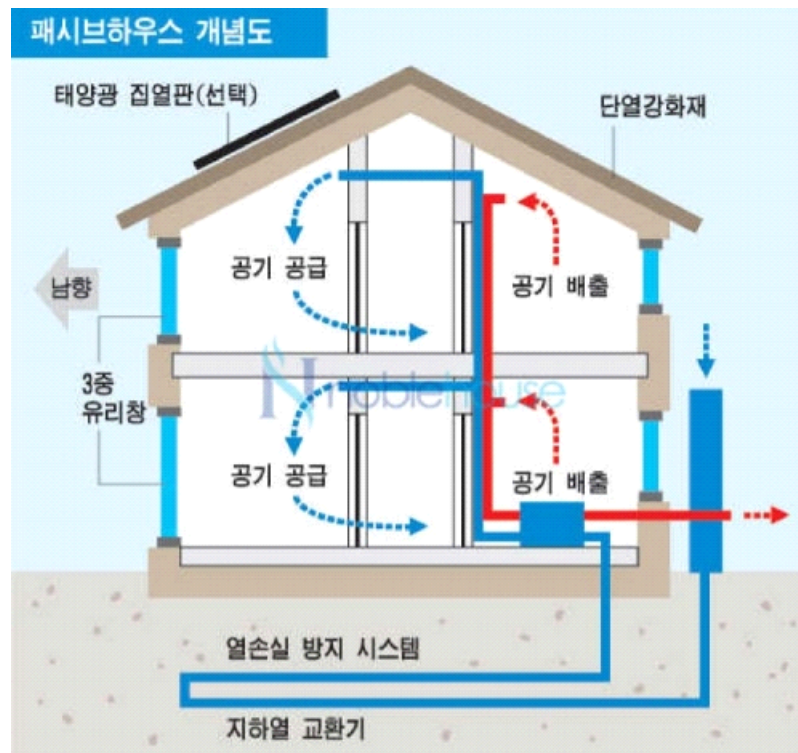 패시브하우스 개념도
태양광 집열판(선택)
단열강화재
공기 공급
공기 배출
남향
3중
유리창
noblehouse
공기 공급
공기 배출
열손실 방지 시스템
지하열 교환기